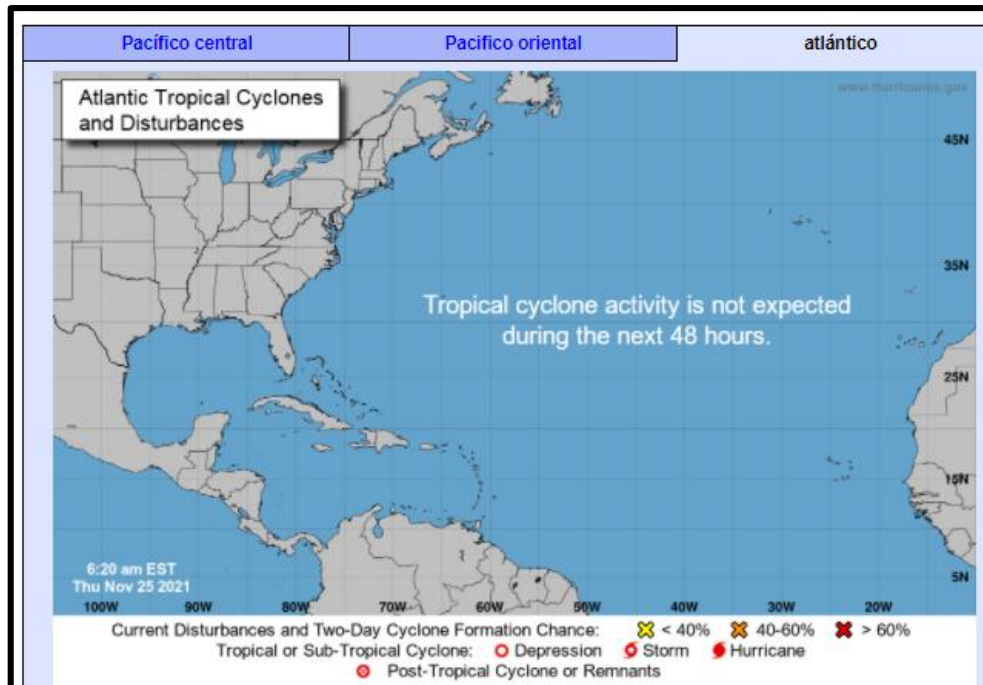 Pacífico central
Pacifico oriental
atlántico
Atlantic Tropical Cyclones
and Disturbances
www.hurricanes.gov
45N
35N
Tropical cyclone activity is not expected
during the next 48 hours.
25N
15N
6:20 am EST
Thu Nov 25 2021
5N
100W 90W 80W 70W 60W 50W 40W 30W 20W
Current Disturbances and Two-Day Cyclone Formation Chance: < 40% 40-60% > 60%
Tropical or Sub-Tropical Cyclone: Depression Storm Hurricane
Post-Tropical Cyclone or Remnants